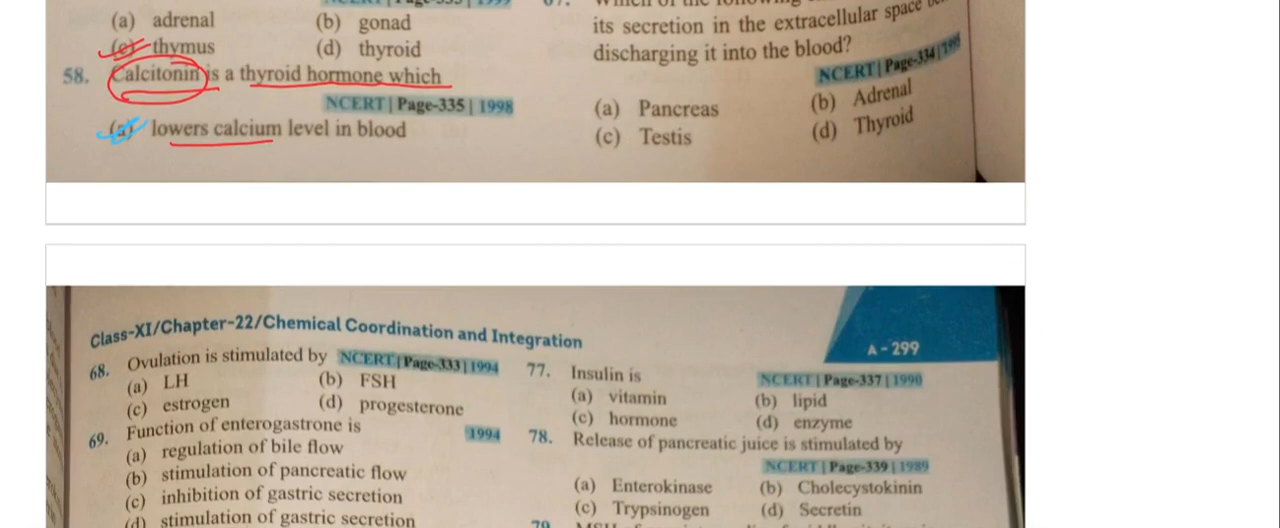 (a) adrenal (b) gonad
(c) thymus (d) thyroid
58. Calcitonin is a thyroid hormone which
NCERT | Page-335 | 1998
(a) lowers calcium level in blood
its secretion in the extracellular space
discharging it into the blood?
NCERT | Page-334 |
(a) Pancreas (b) Adrenal
(c) Testis (d) Thyroid
Class-XI/Chapter-22/Chemical Coordination and Integration
A - 299
68. Ovulation is stimulated by NCERT | Page-333 | 1994
(a) LH (b) FSH
(c) estrogen (d) progesterone
69. Function of enterogastrone is 1994
(a) regulation of bile flow
(b) stimulation of pancreatic flow
(c) inhibition of gastric secretion
(d) stimulation of gastric secretion
77. Insulin is NCERT | Page-337 | 1990
(a) vitamin (b) lipid
(c) hormone (d) enzyme
78. Release of pancreatic juice is stimulated by
NCERT | Page-339 | 1989
(a) Enterokinase (b) Cholecystokinin
(c) Trypsinogen (d) Secretin
79.